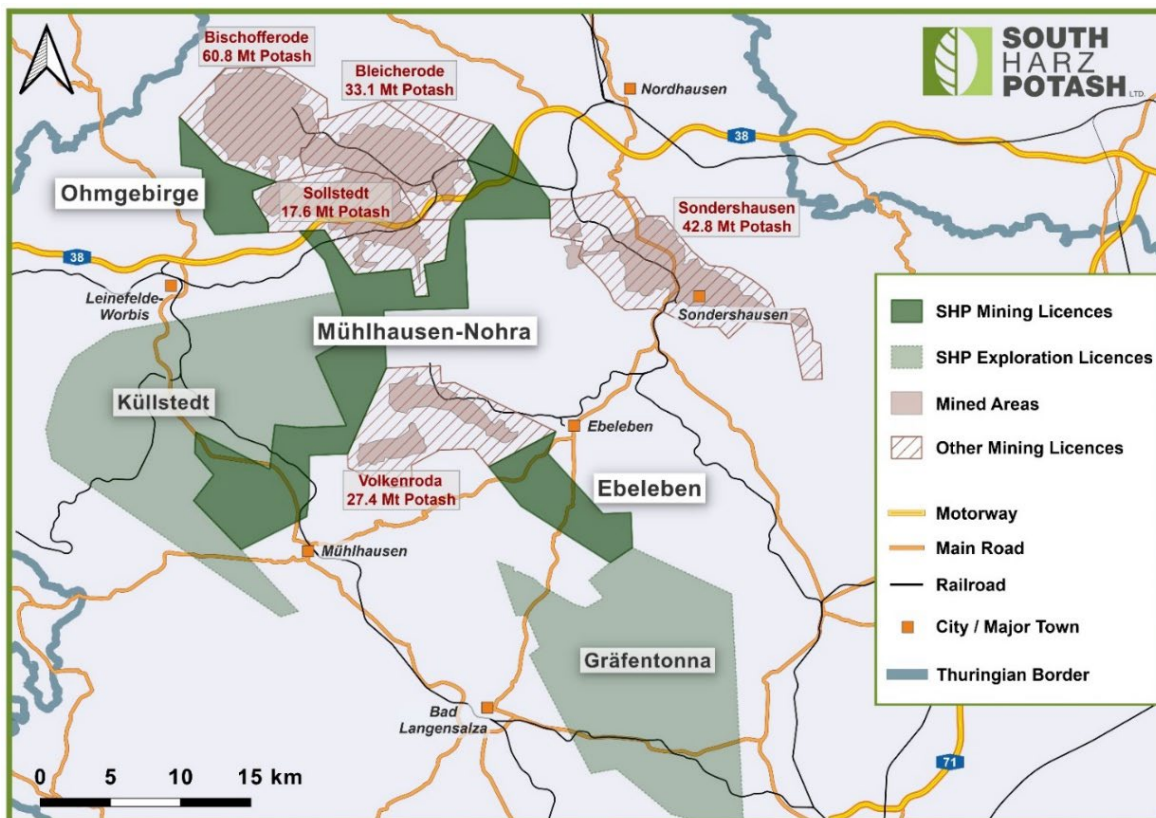 Bischofferode
60.8 Mt Potash
Bleicherode
33.1 Mt Potash
Nordhausen
SOUTH
HARZ
POTASH LTD.
38
Ohmgebirge
Sollstedt
17.6 Mt Potash
Sondershausen
42.8 Mt Potash
38
Leinefelde-
Worbis
Sondershausen
Mühlhausen-Nohra
Küllstedt
Ebeleben
Volkenroda
27.4 Mt Potash
Ebeleben
Mühlhausen
Gräfentonna
Bad
Langensalza
SHP Mining Licences
SHP Exploration Licences
Mined Areas
Other Mining Licences
Motorway
Main Road
Railroad
City / Major Town
Thuringian Border
71
0 5 10 15 km